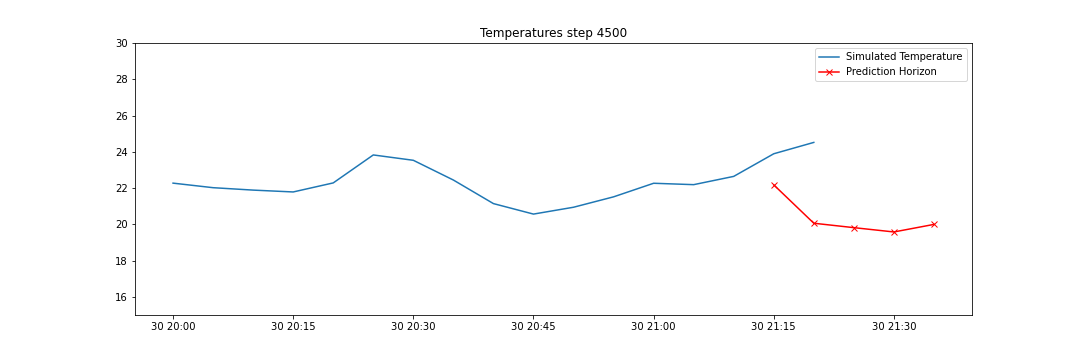 Temperatures step 4500
30
28
26
24
22
20
18
16
Simulated Temperature
Prediction Horizon
30 20:00 30 20:15 30 20:30 30 20:45 30 21:00 30 21:15 30 21:30